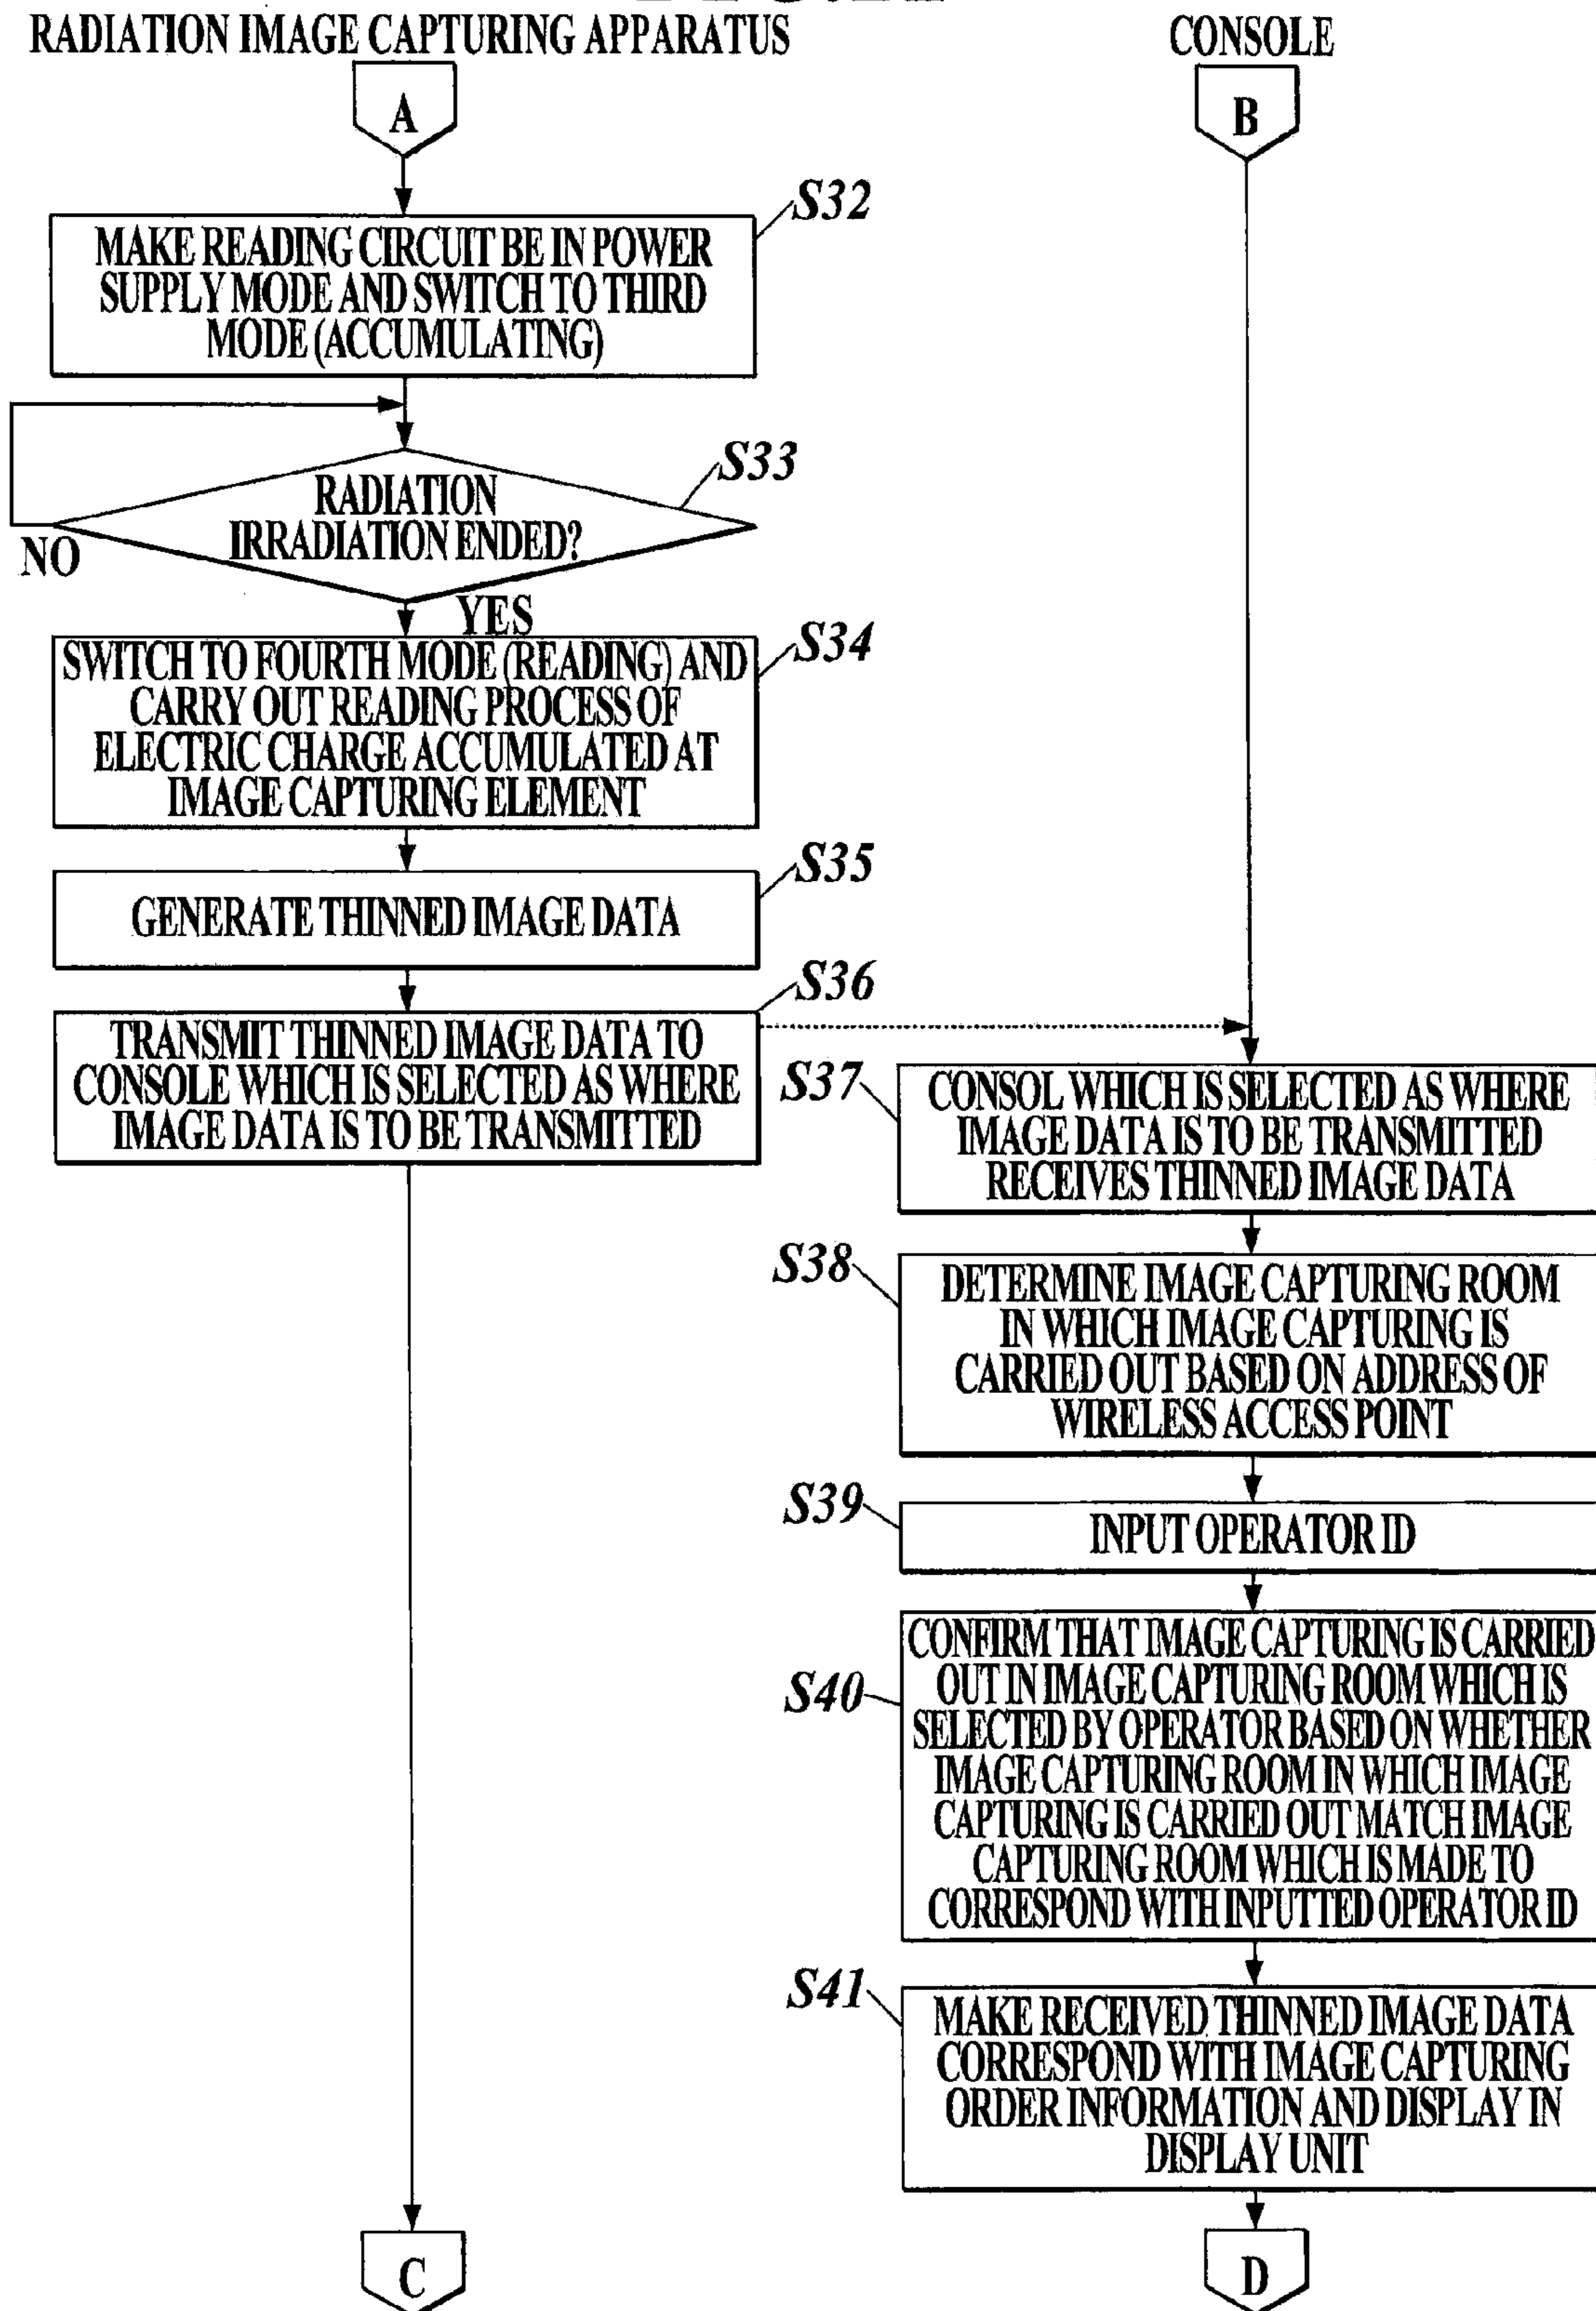 RADIATION IMAGE CAPTURING APPARATUS
CONSOLE
A
B
S32
MAKE READING CIRCUIT BE IN POWER
SUPPLY MODE AND SWITCH TO THIRD
MODE (ACCUMULATING)
S33
RADIATION
IRRADIATION ENDED?
NO
YES
S34
SWITCH TO FOURTH MODE (READING) AND
CARRY OUT READING PROCESS OF
ELECTRIC CHARGE ACCUMULATED AT
IMAGE CAPTURING ELEMENT
S35
GENERATE THINNED IMAGE DATA
S36
TRANSMIT THINNED IMAGE DATA TO
CONSOLE WHICH IS SELECTED AS WHERE
IMAGE DATA IS TO BE TRANSMITTED
S37
CONSOL WHICH IS SELECTED AS WHERE
IMAGE DATA IS TO BE TRANSMITTED
RECEIVES THINNED IMAGE DATA
S38
DETERMINE IMAGE CAPTURING ROOM
IN WHICH IMAGE CAPTURING IS
CARRIED OUT BASED ON ADDRESS OF
WIRELESS ACCESS POINT
S39
INPUT OPERATOR ID
S40
CONFIRM THAT IMAGE CAPTURING IS CARRIED
OUT IN IMAGE CAPTURING ROOM WHICH IS
SELECTED BY OPERATOR BASED ON WHETHER
IMAGE CAPTURING ROOM IN WHICH IMAGE
CAPTURING IS CARRIED OUT MATCH IMAGE
CAPTURING ROOM WHICH IS MADE TO
CORRESPOND WITH INPUTTED OPERATOR ID
S41
MAKE RECEIVED THINNED IMAGE DATA
CORRESPOND WITH IMAGE CAPTURING
ORDER INFORMATION AND DISPLAY IN
DISPLAY UNIT
C
D